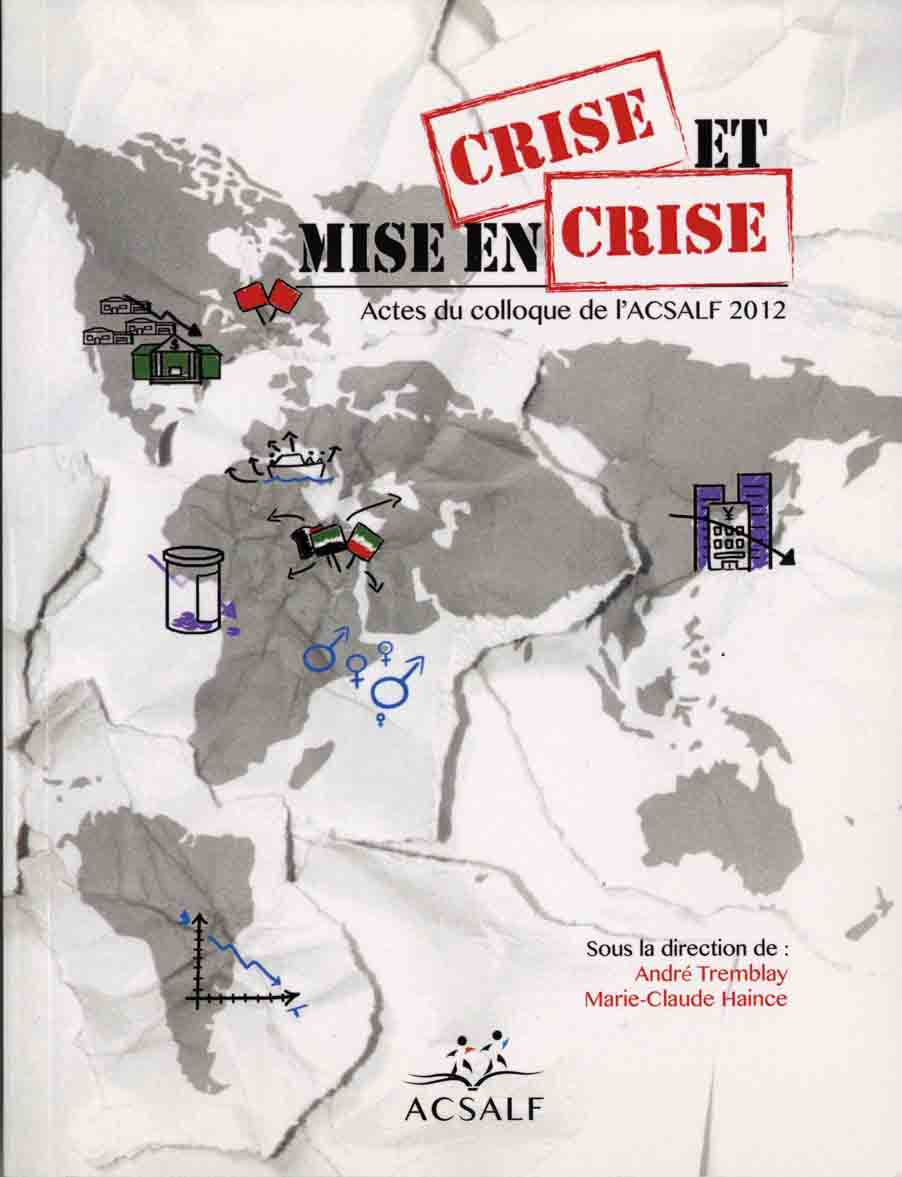 CRISE ET
MISE EN CRISE
Actes du colloque de l'ACSALF 2012
$
¥
$
T
Sous la direction de :
André Tremblay
Marie-Claude Haince
ACSALF